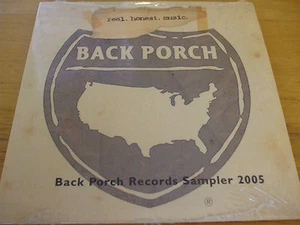 real. honest. music.
BACK PORCH
Back Porch Records Sampler 2005
®